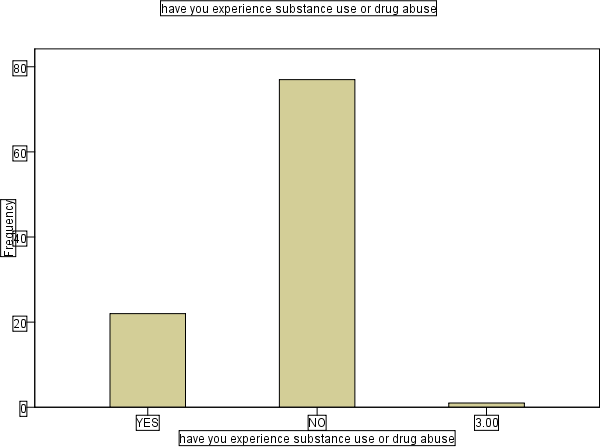 have you experience substance use or drug abuse
80
60
40
20
0
Frequency
YES
NO
3.00
have you experience substance use or drug abuse